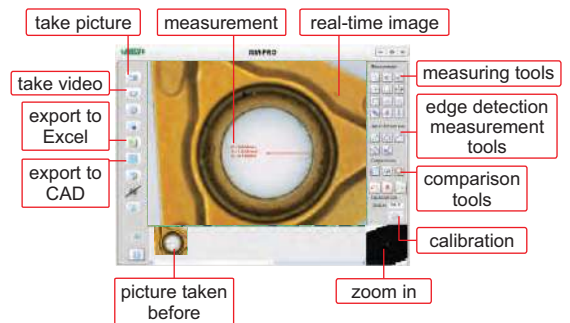 take picture
measurement
real-time image
take video
export to
Excel
export to
CAD
measuring tools
edge detection
measurement
tools
comparison
tools
calibration
picture taken
before
zoom in